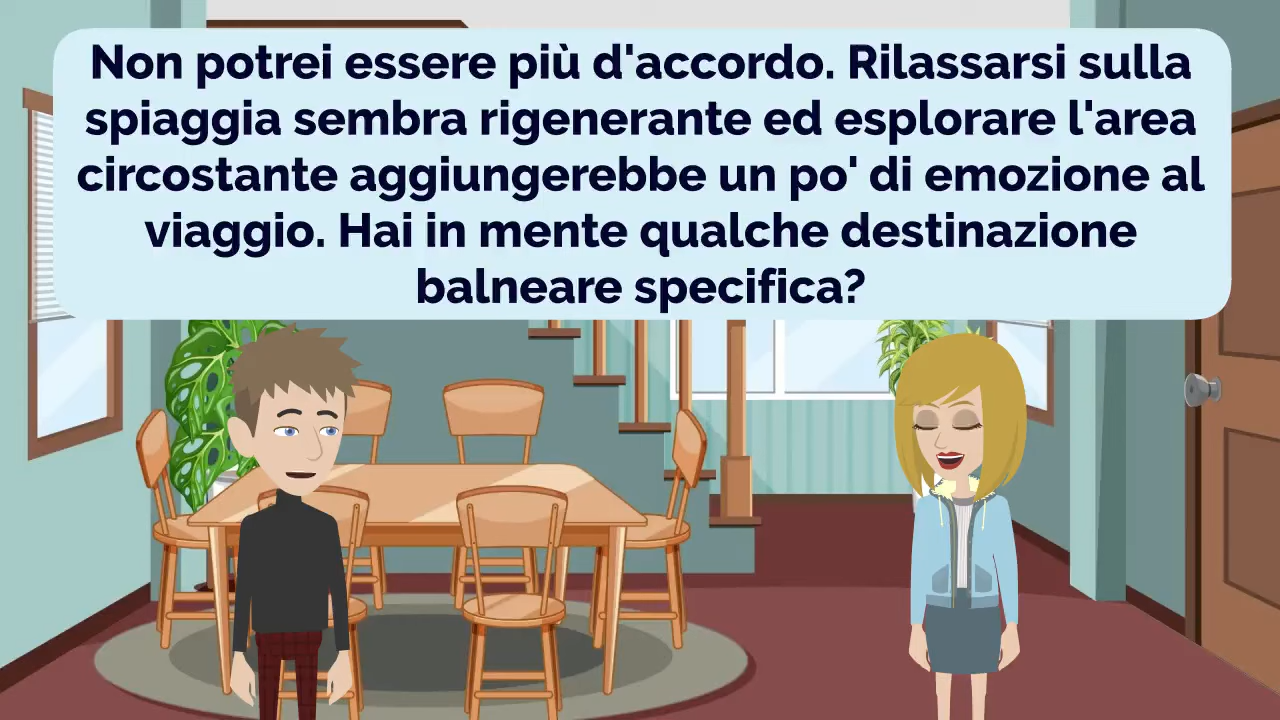 Non potrei essere più d'accordo. Rilassarsi sulla
spiaggia sembra rigenerante ed esplorare l'area
circostante aggiungerebbe un po' di emozione al
viaggio. Hai in mente qualche destinazione
balneare specifica?